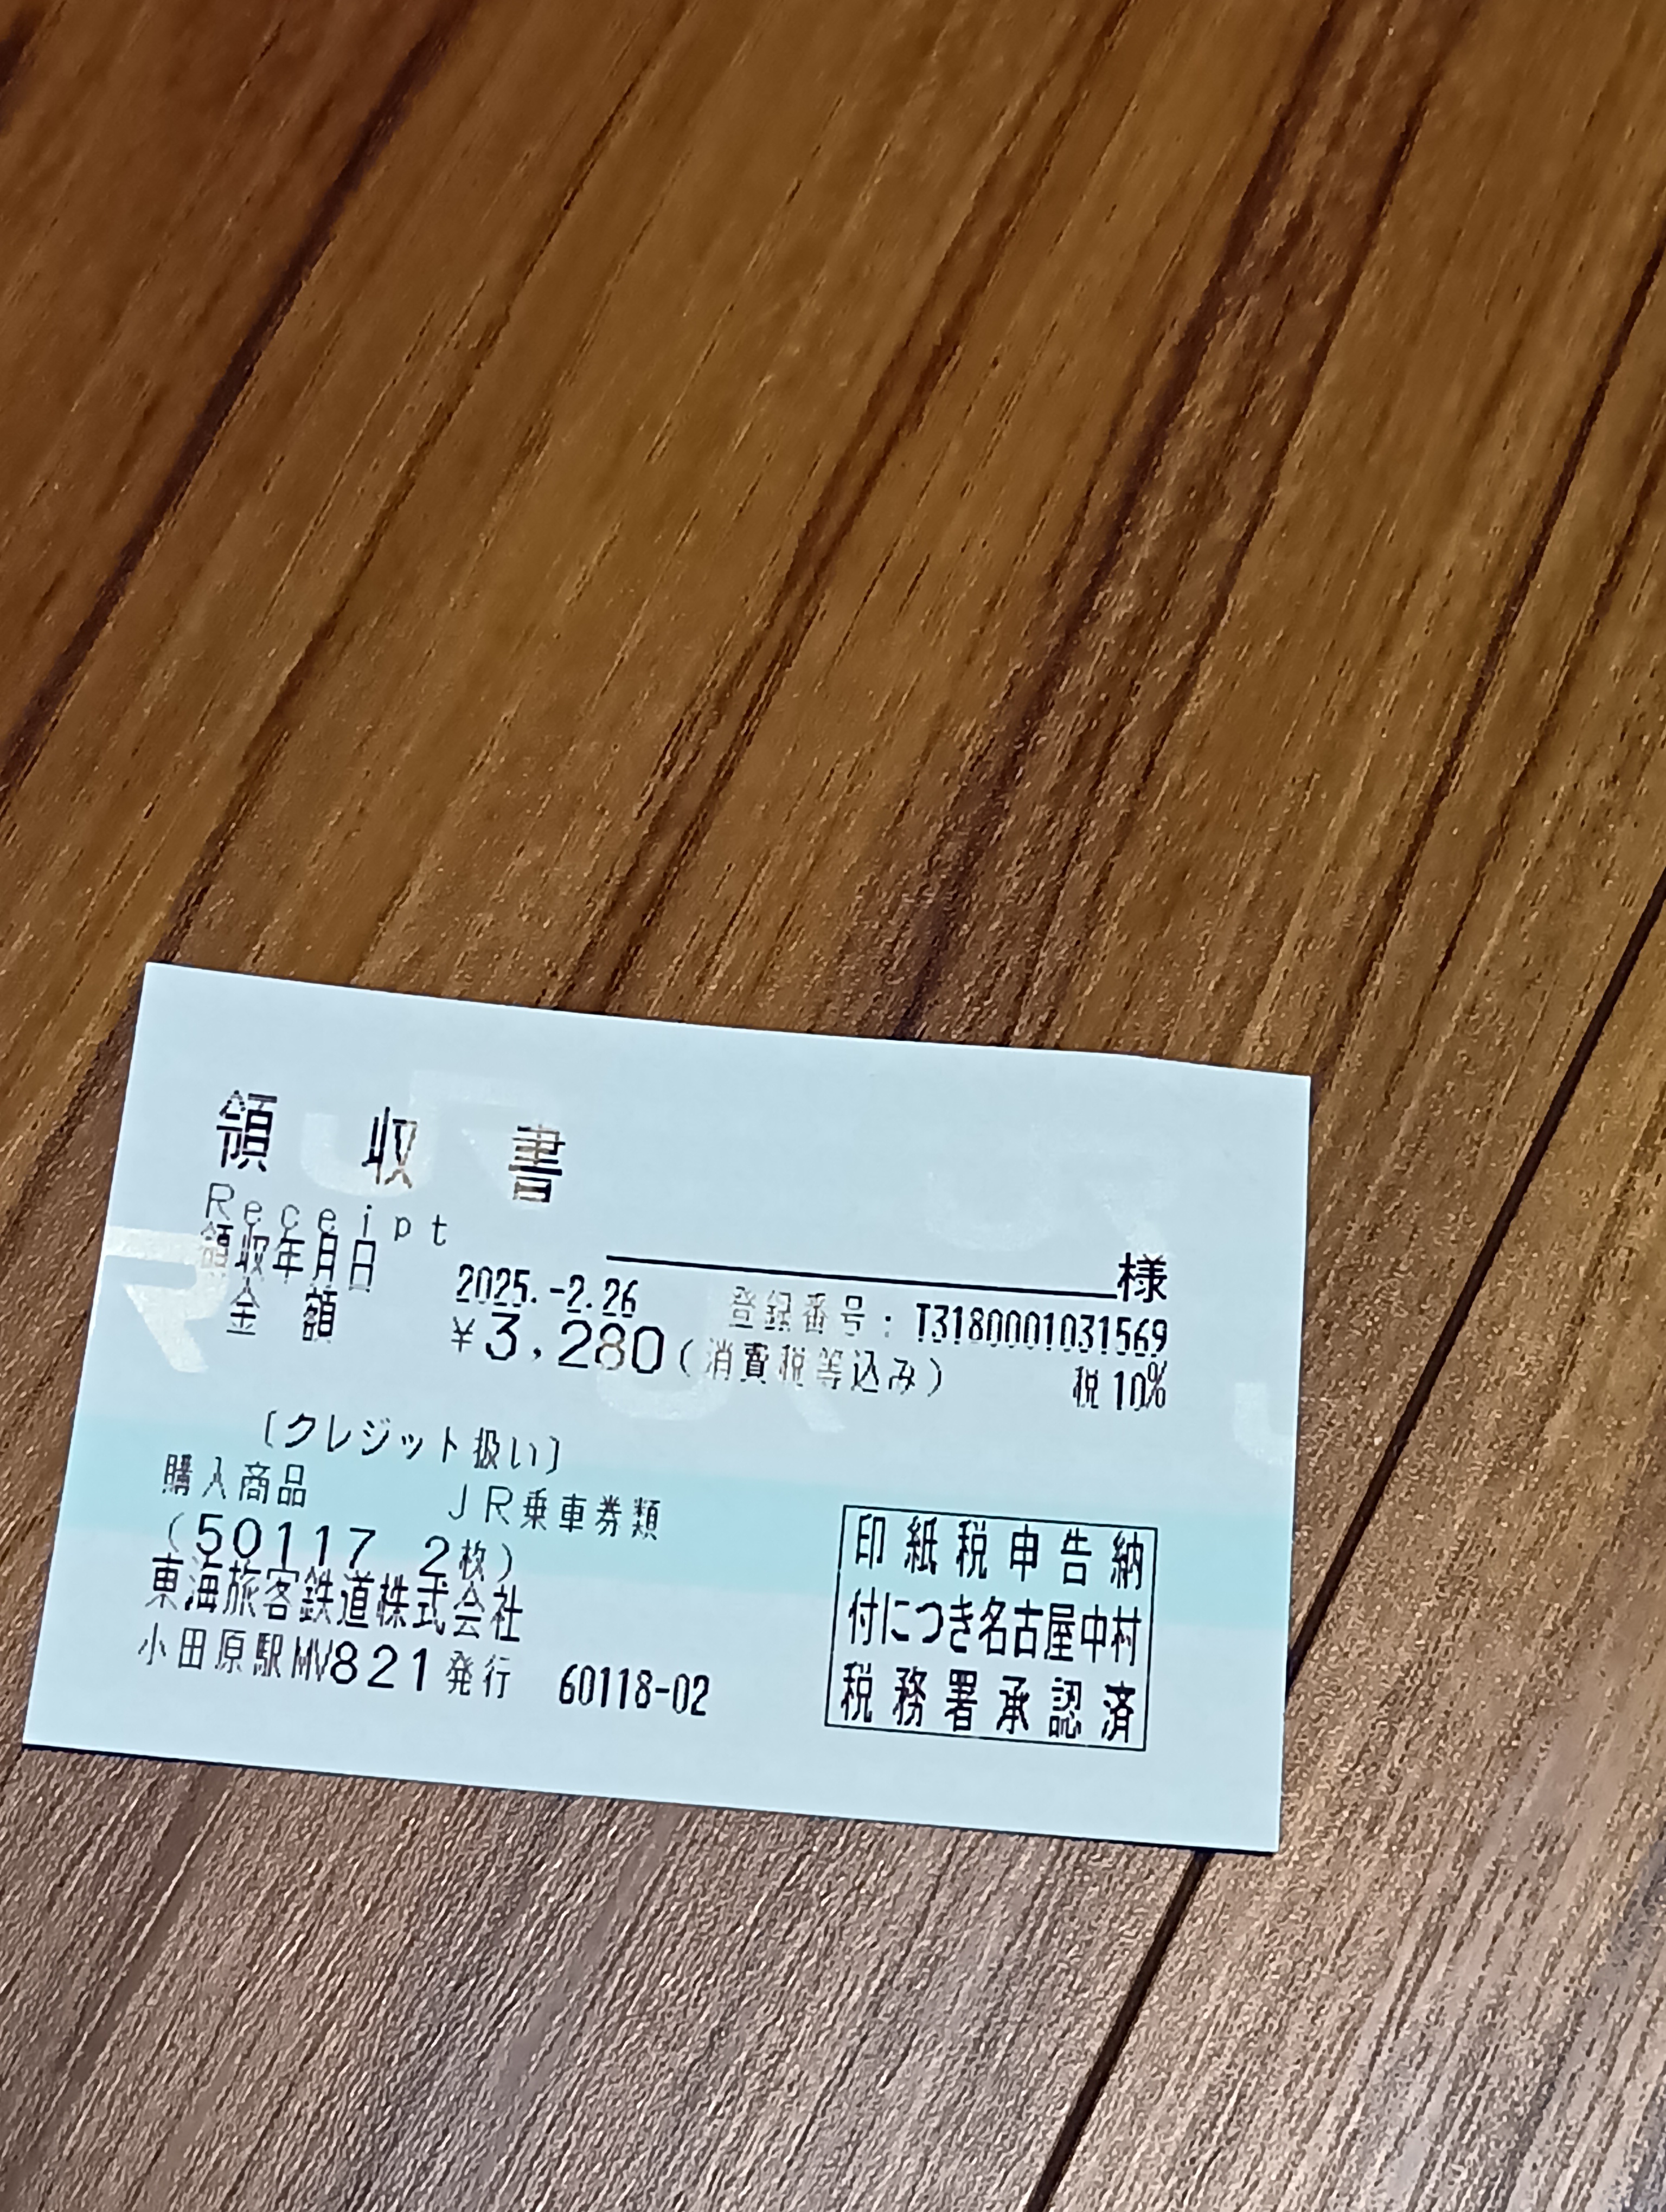 領収書
Receipt
様
領収年月日 2025.-2.26 登録番号：T3180001031569
金額 ¥3,280(消費税等込み) 税10%
〔クレジット扱い〕
購入商品 JR乗車券類
(50117 2枚)
東海旅客鉄道株式会社
小田原駅MV821発行 60118-02
印紙税申告納
付につき名古屋中村
税務署承認済